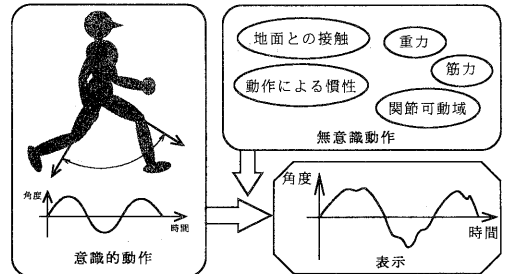 地面との接触
重力
筋力
動作による慣性
関節可動域
無意識動作
角度
時間
意識的動作
角度
時間
表示